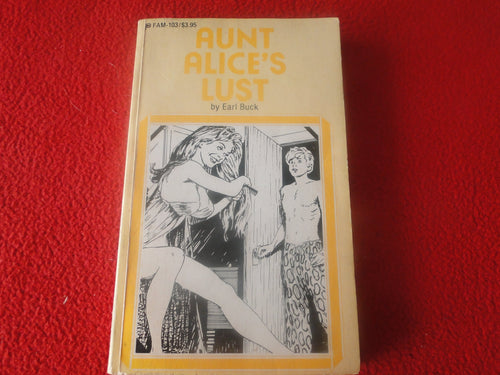 FAM-103/$3.95
AUNT
ALICE'S
LUST
by Earl Buck